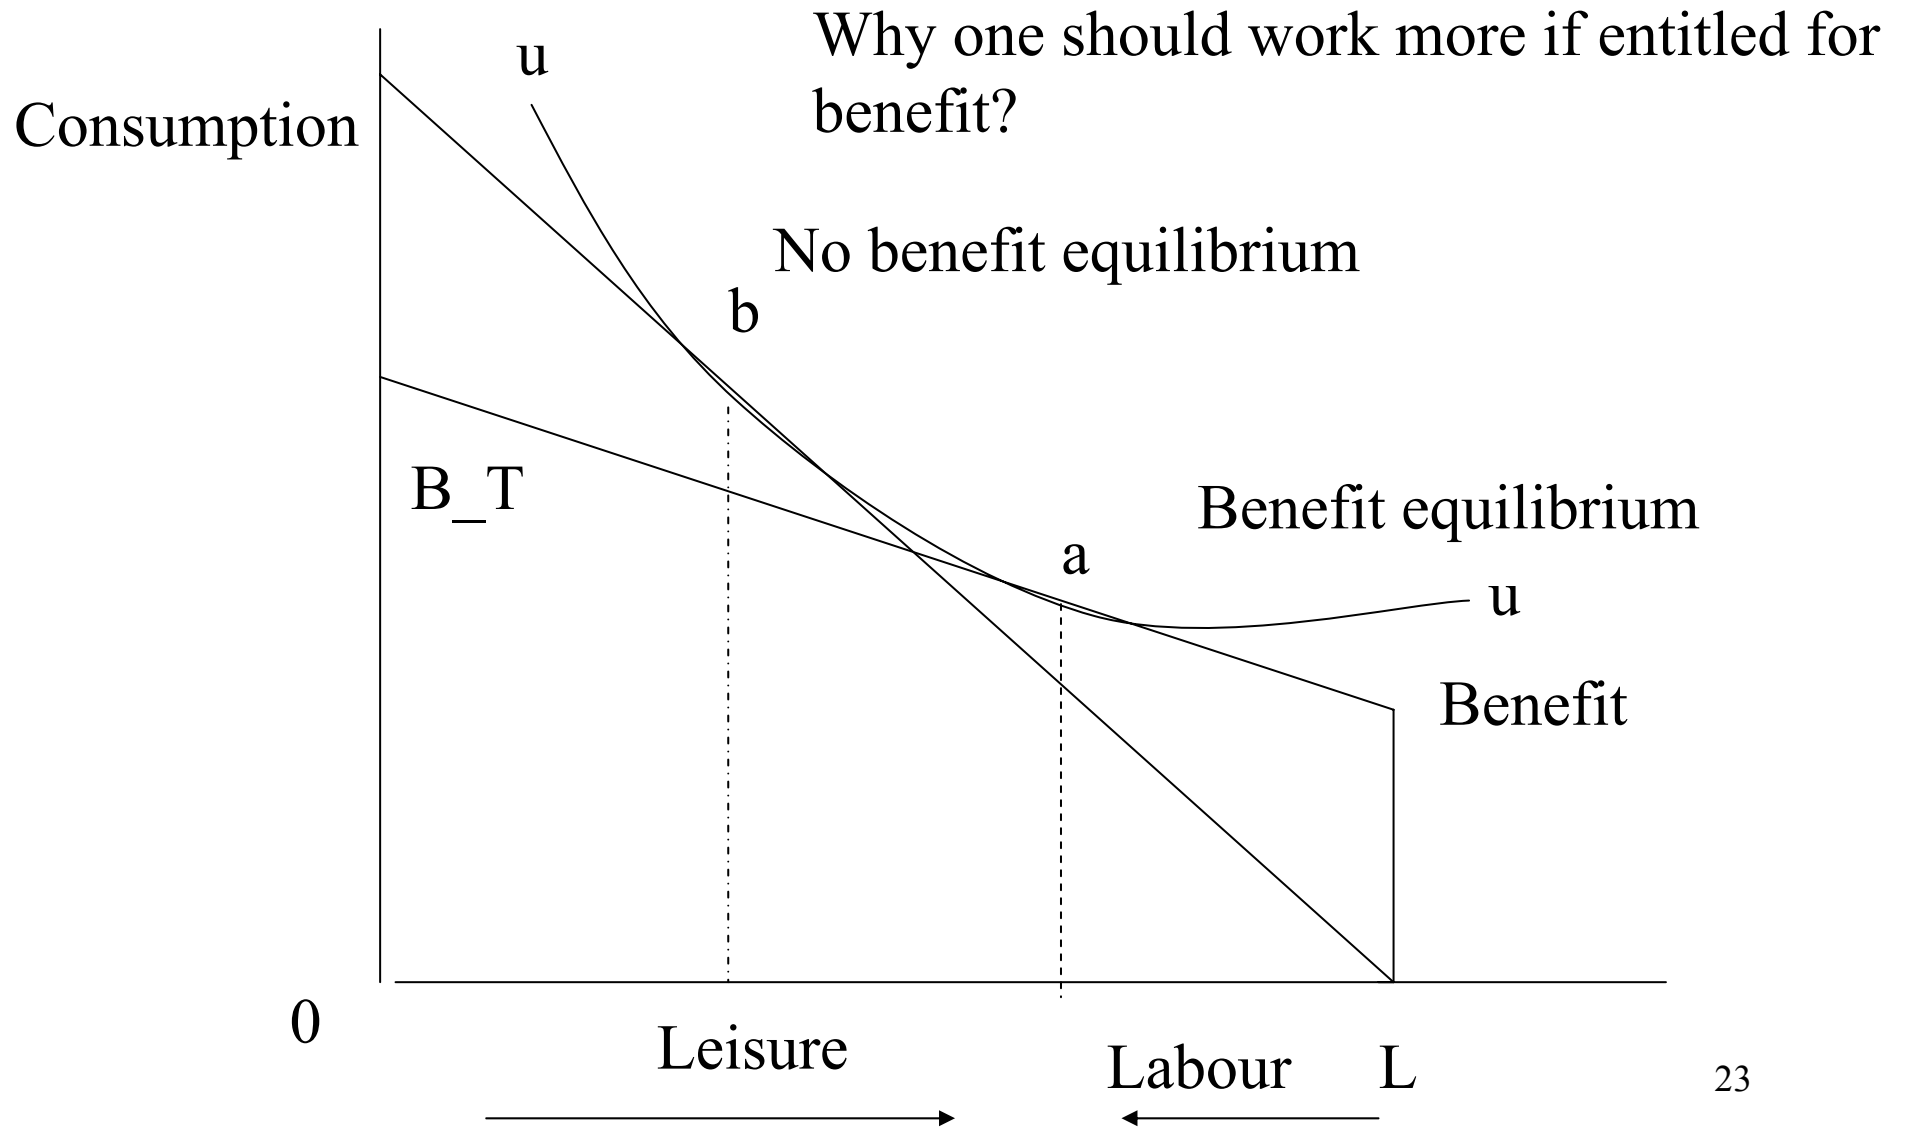 Why one should work more if entitled for
benefit?
u
Consumption
No benefit equilibrium
b
B_T
Benefit equilibrium
a
u
Benefit
0
Leisure
Labour
L
23